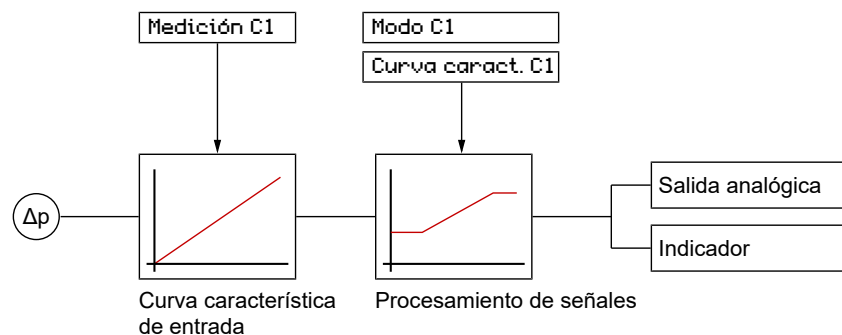 Medición C1
Modo C1
Curva caract. C1
Δp
Salida analógica
Indicador
Curva característica
de entrada
Procesamiento de señales